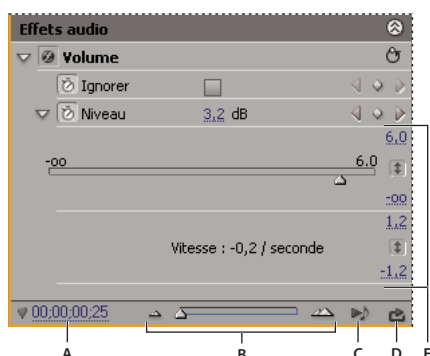 Effets audio
Volume
Ignorer
Niveau 3,2 dB
6,0
-oo 6.0
-oo
1,2
Vitesse : -0,2 / seconde
-1,2
00;00;00;25
A B C D E